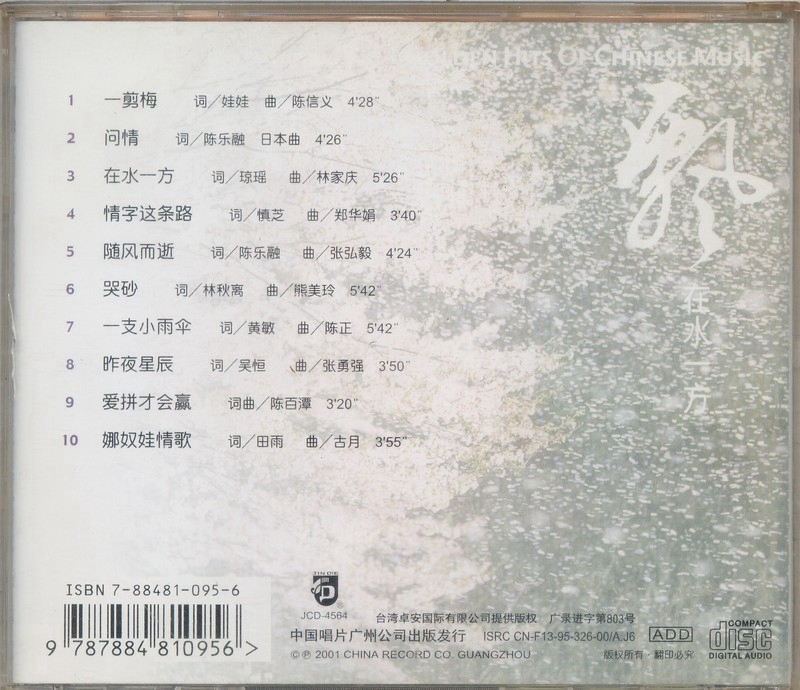 GOLDEN HITS OF CHINESE MUSIC
飘
在水一方
1 一剪梅 词／娃娃 曲／陈信义 4'28"
2 问情 词／陈乐融 日本曲 4'26"
3 在水一方 词／琼瑶 曲／林家庆 5'26"
4 情字这条路 词／慎芝 曲／郑华娟 3'40"
5 随风而逝 词／陈乐融 曲／张弘毅 4'24"
6 哭砂 词／林秋离 曲／熊美玲 5'42"
7 一支小雨伞 词／黄敏 曲／陈正 5'42"
8 昨夜星辰 词／吴恒 曲／张勇强 3'50"
9 爱拼才会赢 词曲／陈百潭 3'20"
10 娜奴娃情歌 词／田雨 曲／古月 3'55"
ISBN 7-88481-095-6
9 787884 810956 >
JIN DIE
JCD-4564 台湾卓安国际有限公司提供版权 广录进字第803号
中国唱片广州公司出版发行 ISRC CN-F13-95-326-00/A.J6
©℗ 2001 CHINA RECORD CO. GUANGZHOU 版权所有·翻印必究
ADD
COMPACT
disc
DIGITAL AUDIO